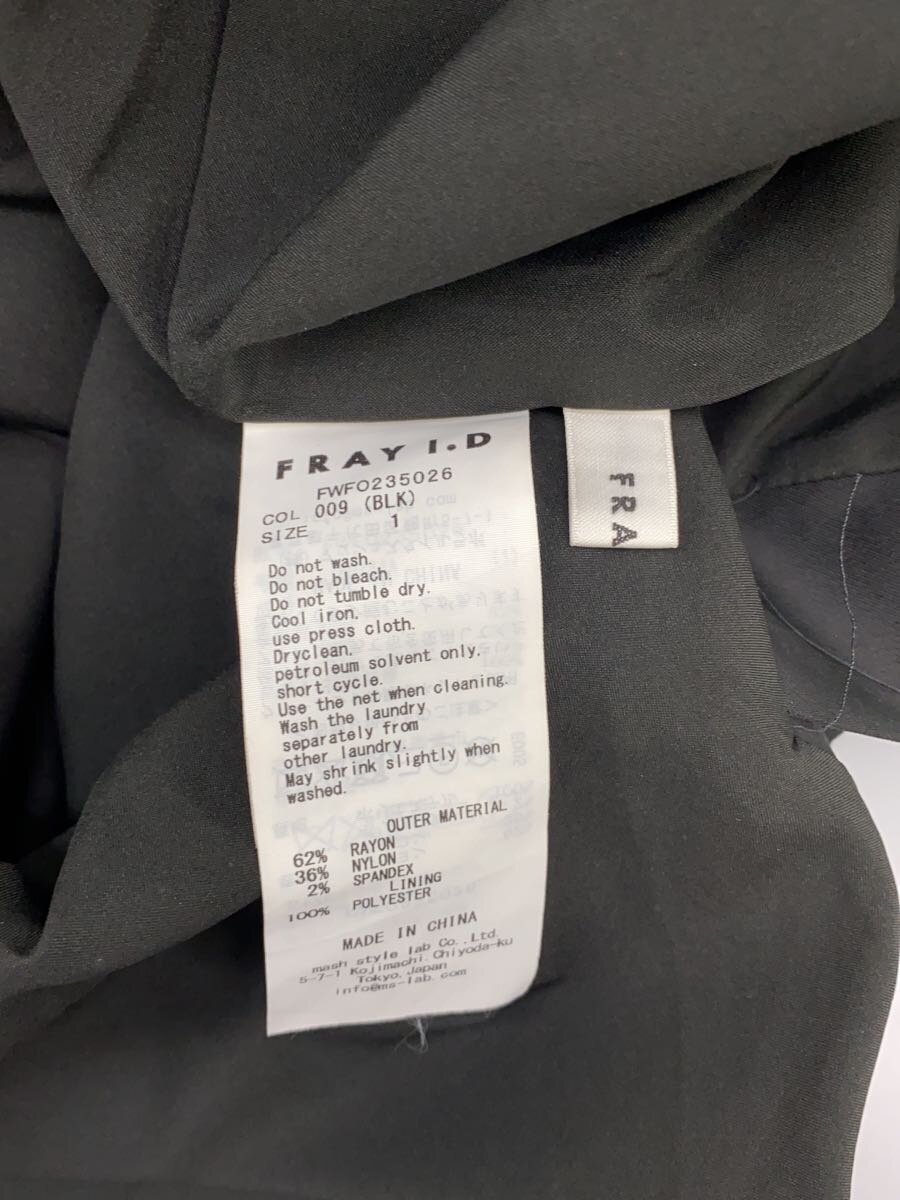 FRAY I.D
FWFO235026
COL 009 (BLK)
SIZE 1
Do not wash.
Do not bleach.
Do not tumble dry.
Cool iron.
use press cloth.
Dryclean.
petroleum solvent only.
short cycle.
Use the net when cleaning.
Wash the laundry
separately from
other laundry.
May shrink slightly when
washed.
OUTER MATERIAL
62% RAYON
36% NYLON
2% SPANDEX
LINING
100% POLYESTER
MADE IN CHINA
mash style lab Co.,Ltd.
5-7-1 Kojimachi.Chiyoda-ku
Tokyo.Japan
info@ms-lab.com
FRA